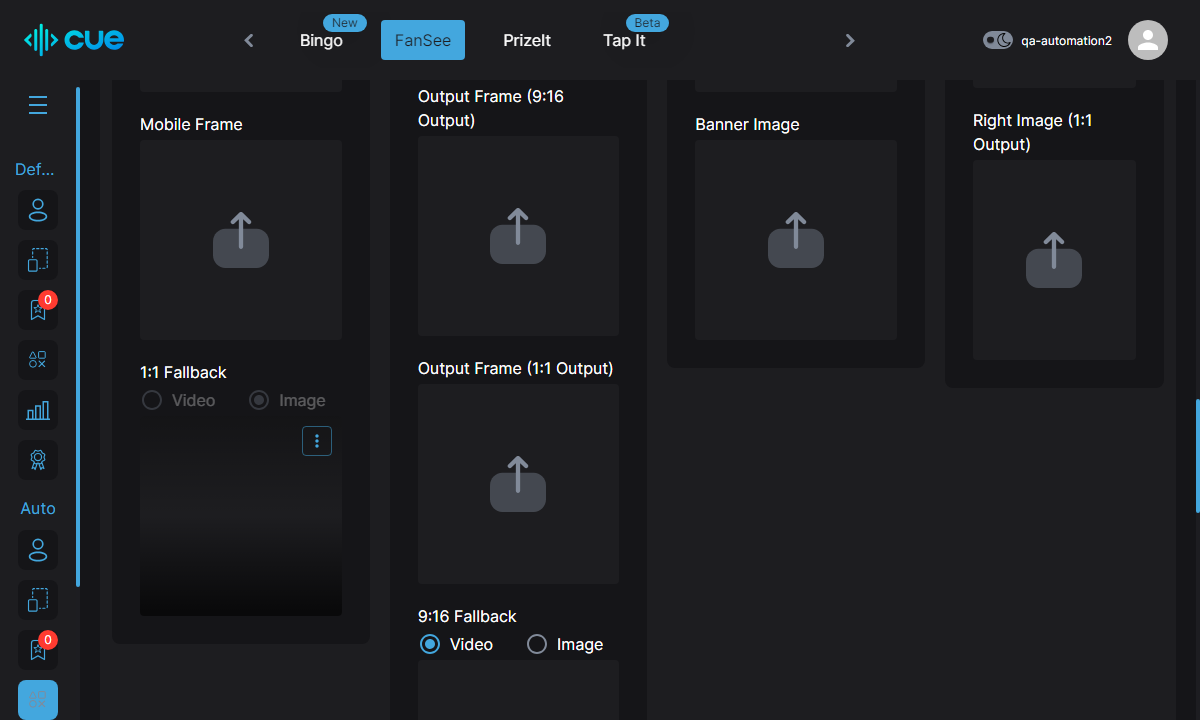 cue
Bingo
New
FanSee
PrizeIt
Tap It
Beta
qa-automation2
Def...
0
Auto
0
Mobile Frame
1:1 Fallback
Video
Image
Output Frame (9:16
Output)
Output Frame (1:1 Output)
9:16 Fallback
Video
Image
Banner Image
Right Image (1:1
Output)